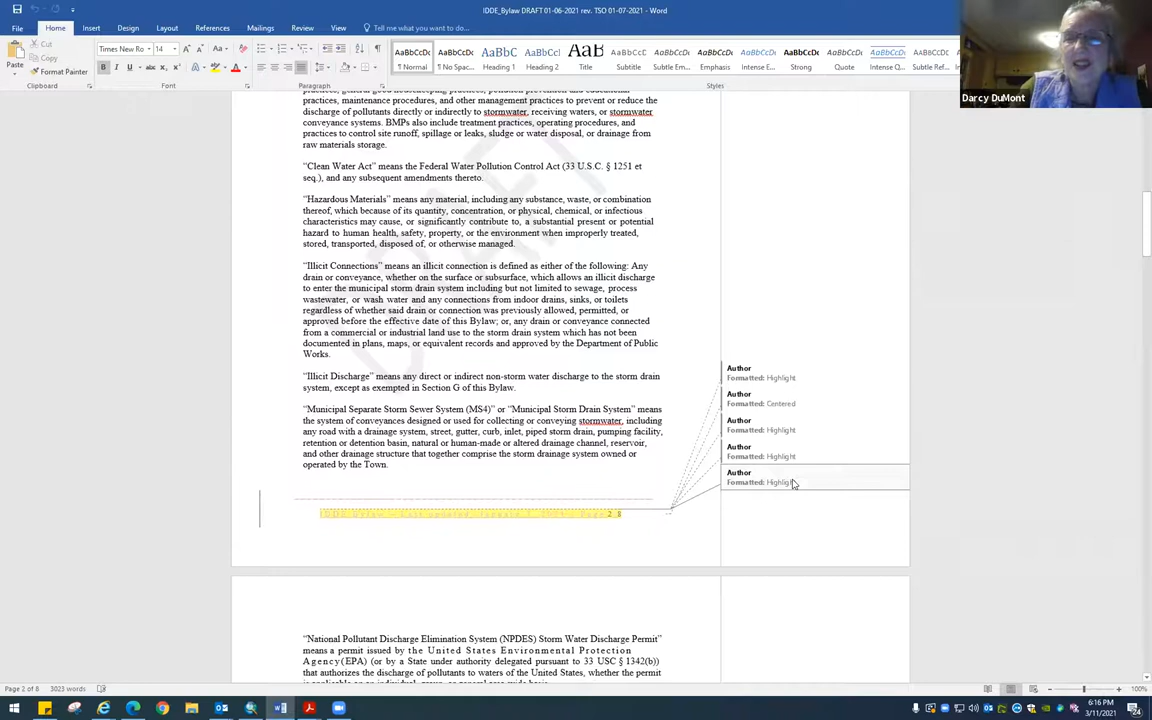 IDDE_Bylaw DRAFT 01-06-2021 rev. TSO 01-07-2021 - Word
File Home Insert Design Layout References Mailings Review View Tell me what you want to do
Paste
Cut
Copy
Format Painter
Times New Ro 14
¶ Normal
¶ No Spac...
Heading 1
Heading 2
Title
Subtitle
Subtle Em...
Emphasis
Intense E...
Strong
Quote
Intense Q...
Subtle Ref...
Clipboard Font Paragraph Styles
Darcy DuMont
practices, maintenance procedures, and other management practices to prevent or reduce the
discharge of pollutants directly or indirectly to stormwater, receiving waters, or stormwater
conveyance systems. BMPs also include treatment practices, operating procedures, and
practices to control site runoff, spillage or leaks, sludge or water disposal, or drainage from
raw materials storage.
“Clean Water Act” means the Federal Water Pollution Control Act (33 U.S.C. § 1251 et
seq.), and any subsequent amendments thereto.
“Hazardous Materials” means any material, including any substance, waste, or combination
thereof, which because of its quantity, concentration, or physical, chemical, or infectious
characteristics may cause, or significantly contribute to, a substantial present or potential
hazard to human health, safety, property, or the environment when improperly treated,
stored, transported, disposed of, or otherwise managed.
“Illicit Connections” means an illicit connection is defined as either of the following: Any
drain or conveyance, whether on the surface or subsurface, which allows an illicit discharge
to enter the municipal storm drain system including but not limited to sewage, process
wastewater, or wash water and any connections from indoor drains, sinks, or toilets
regardless of whether said drain or connection was previously allowed, permitted, or
approved before the effective date of this Bylaw; or, any drain or conveyance connected
from a commercial or industrial land use to the storm drain system which has not been
documented in plans, maps, or equivalent records and approved by the Department of Public
Works.
“Illicit Discharge” means any direct or indirect non-storm water discharge to the storm drain
system, except as exempted in Section G of this Bylaw.
“Municipal Separate Storm Sewer System (MS4)” or “Municipal Storm Drain System” means
the system of conveyances designed or used for collecting or conveying stormwater, including
any road with a drainage system, street, gutter, curb, inlet, piped storm drain, pumping facility,
retention or detention basin, natural or human-made or altered drainage channel, reservoir,
and other drainage structure that together comprise the storm drainage system owned or
operated by the Town.
DRAFT
Author
Formatted: Highlight
Author
Formatted: Centered
Author
Formatted: Highlight
Author
Formatted: Highlight
Author
Formatted: Highlight
“National Pollutant Discharge Elimination System (NPDES) Storm Water Discharge Permit”
means a permit issued by the United States Environmental Protection
Agency(EPA) (or by a State under authority delegated pursuant to 33 USC § 1342(b))
that authorizes the discharge of pollutants to waters of the United States, whether the permit
Page 2 of 8 3023 words
100%
6:16 PM
3/11/2021
24